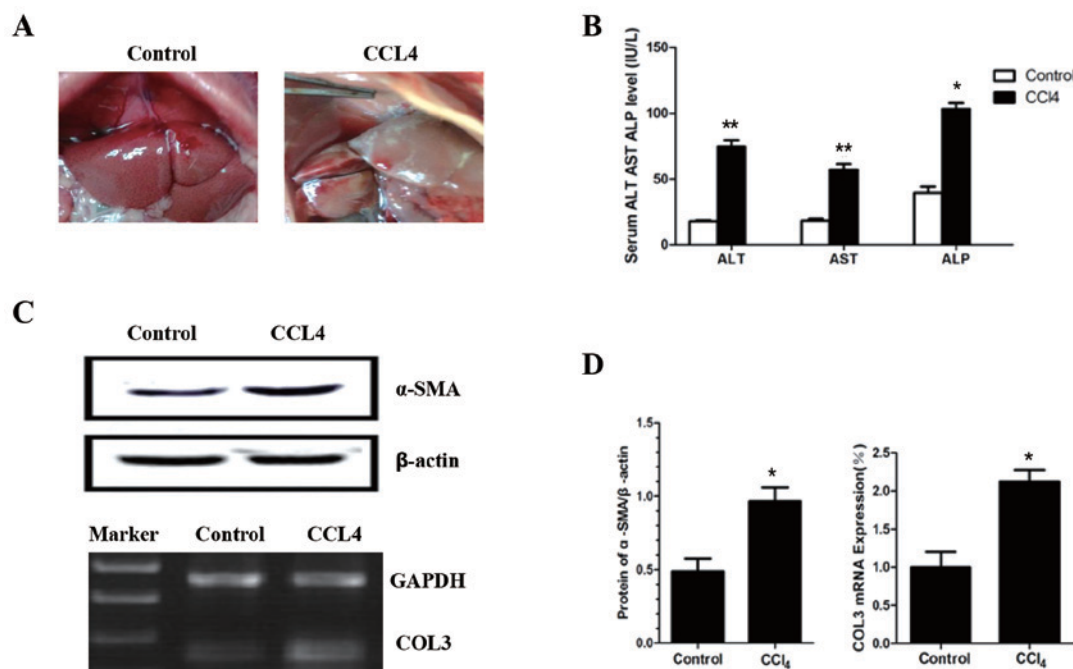 A
Control
CCL4
B
Serum ALT AST ALP level (IU/L)
150
100
50
0
**
**
*
ALT
AST
ALP
Control
CCl4
C
Control
CCL4
α-SMA
β-actin
Marker
Control
CCL4
GAPDH
COL3
D
Protein of α -SMA/β -actin
1.5
1.0
0.5
0.0
*
Control
CCl₄
COL3 mRNA Expression(%)
2.5
2.0
1.5
1.0
0.5
0.0
*
Control
CCl₄